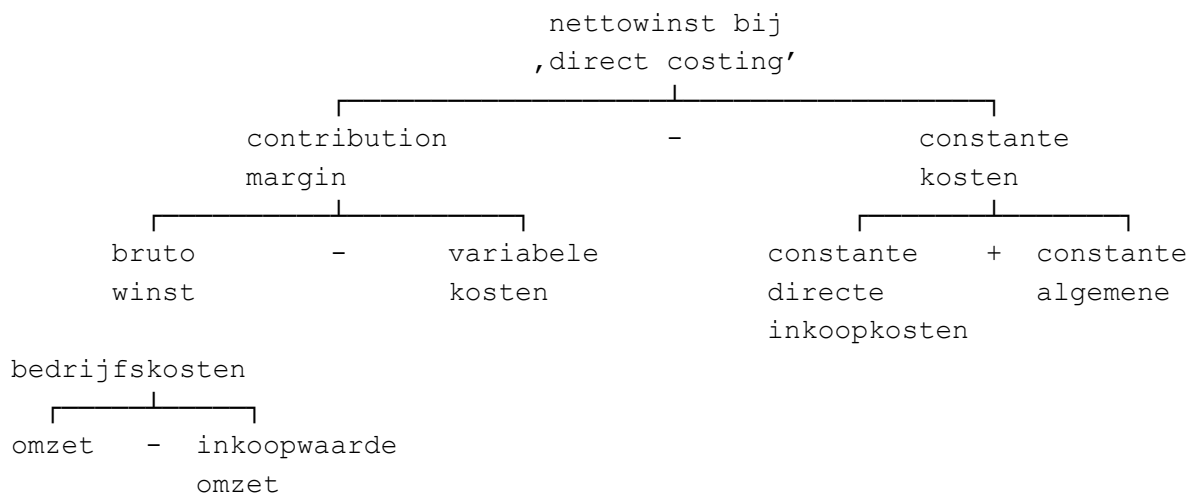 nettowinst bij
‚direct costing’
contribution - constante
margin kosten
bruto - variabele constante + constante
winst kosten directe algemene
inkoopkosten
bedrijfskosten
omzet - inkoopwaarde
omzet